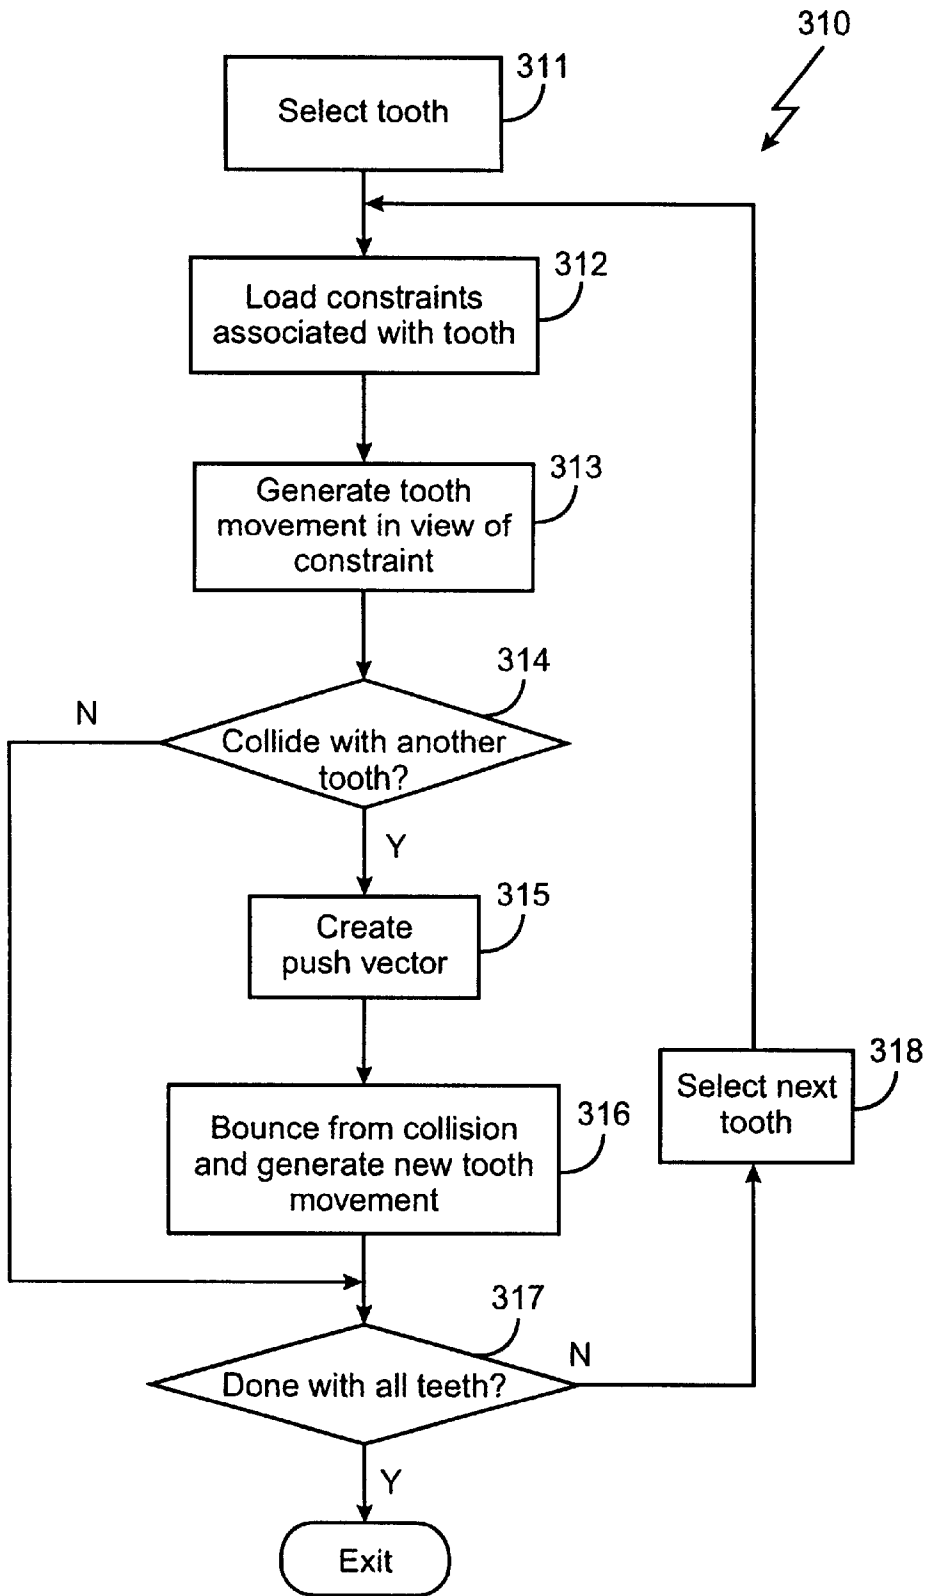 310
311
Select tooth
312
Load constraints
associated with tooth
313
Generate tooth
movement in view of
constraint
314
N
Collide with another
tooth?
Y
315
Create
push vector
318
Select next
tooth
316
Bounce from collision
and generate new tooth
movement
317
N
Done with all teeth?
Y
Exit